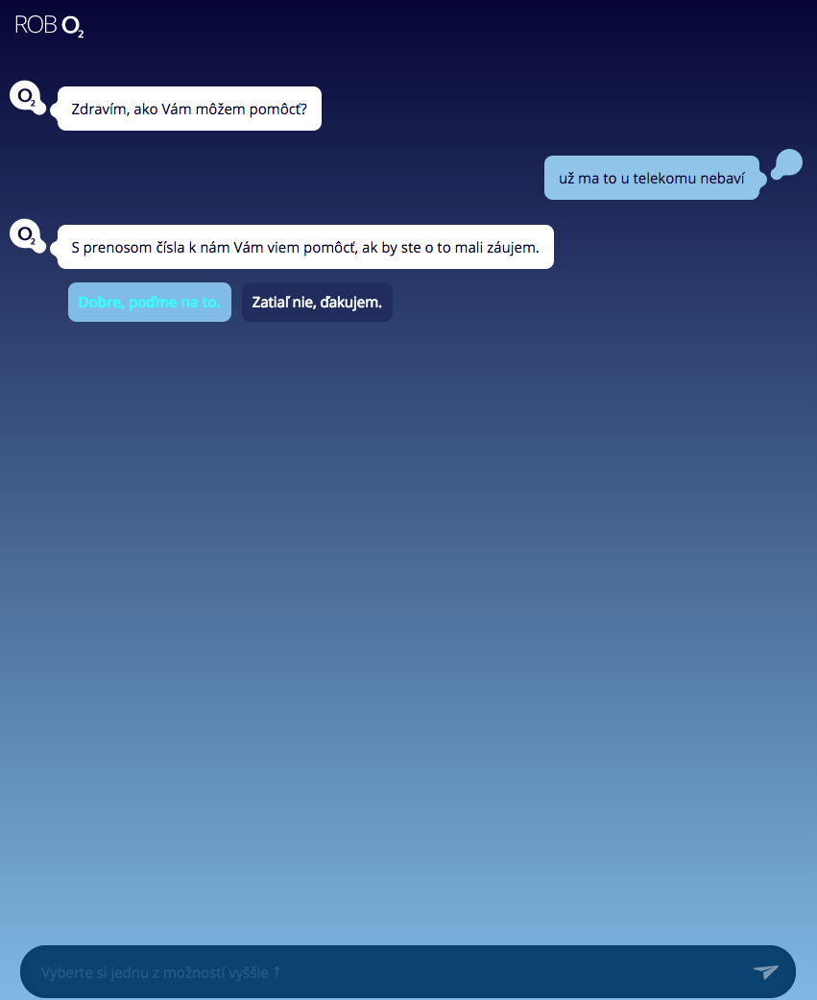 ROB O2
O2
Zdravím, ako Vám môžem pomôcť?
už ma to u telekomu nebaví
O2
S prenosom čísla k nám Vám viem pomôcť, ak by ste o to mali záujem.
Dobre, poďme na to. Zatiaľ nie, ďakujem.
Vyberte si jednu z možností vyššie ↑